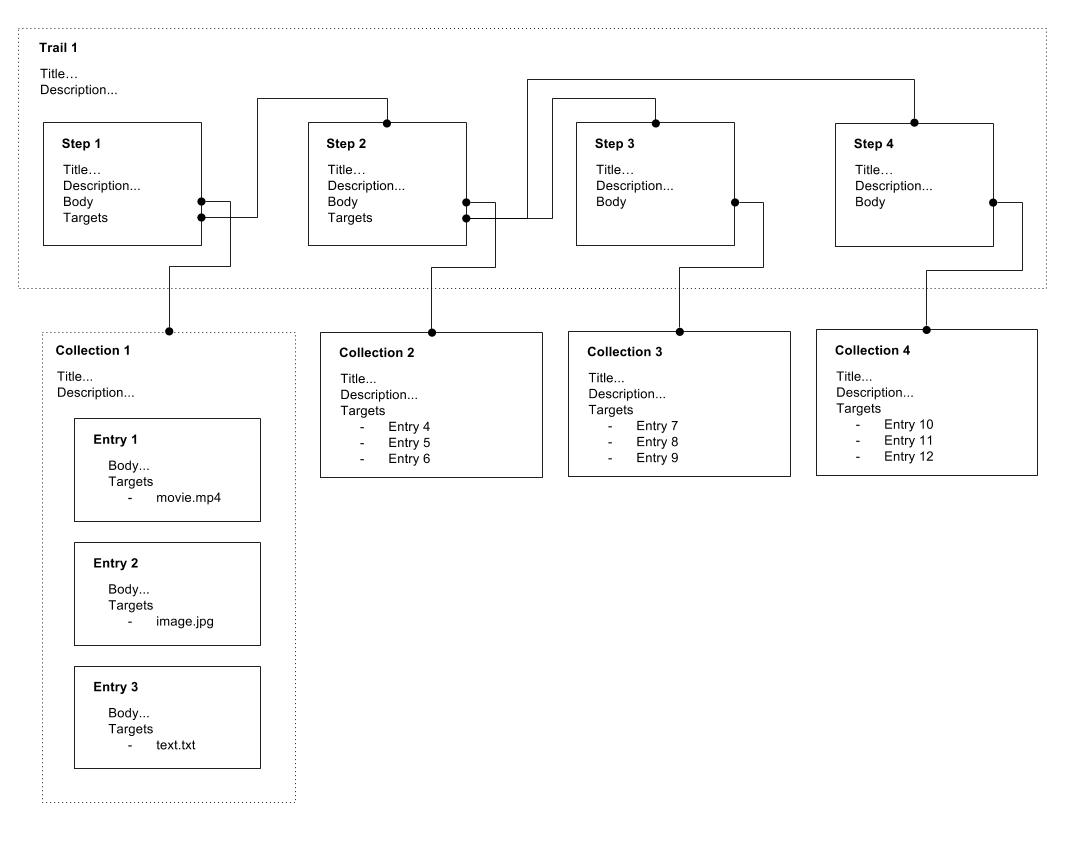 Trail 1
Title…
Description...
Step 1
Title…
Description...
Body
Targets
Step 2
Title…
Description...
Body
Targets
Step 3
Title…
Description...
Body
Step 4
Title…
Description...
Body
Collection 1
Title...
Description...
Entry 1
Body...
Targets
- movie.mp4
Entry 2
Body...
Targets
- image.jpg
Entry 3
Body...
Targets
- text.txt
Collection 2
Title...
Description...
Targets
- Entry 4
- Entry 5
- Entry 6
Collection 3
Title...
Description...
Targets
- Entry 7
- Entry 8
- Entry 9
Collection 4
Title...
Description...
Targets
- Entry 10
- Entry 11
- Entry 12